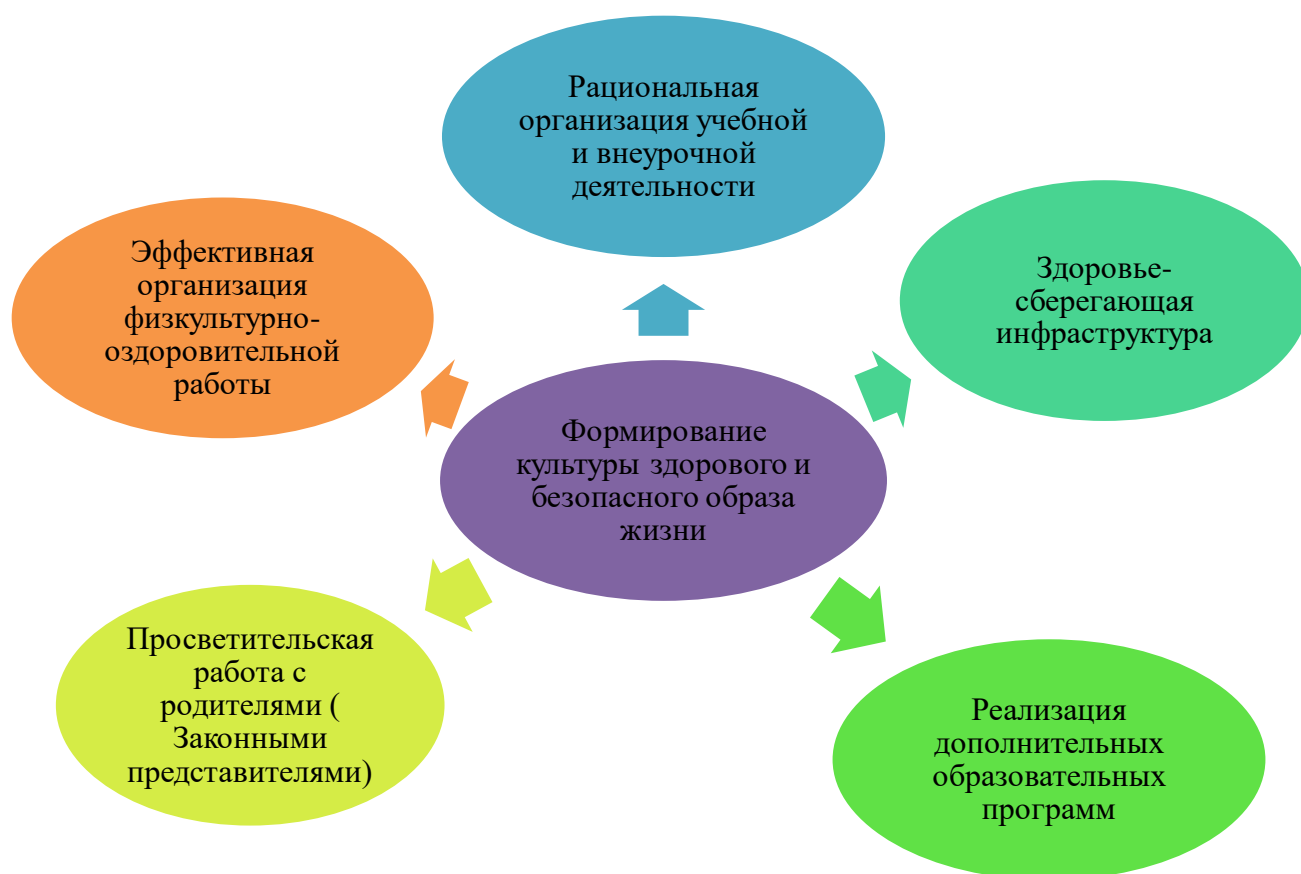 Рациональная
организация учебной
и внеурочной
деятельности
Эффективная
организация
физкультурно-
оздоровительной
работы
Здоровье-
сберегающая
инфраструктура
Формирование
культуры здорового и
безопасного образа
жизни
Просветительская
работа с
родителями (
Законными
представителями)
Реализация
дополнительных
образовательных
программ